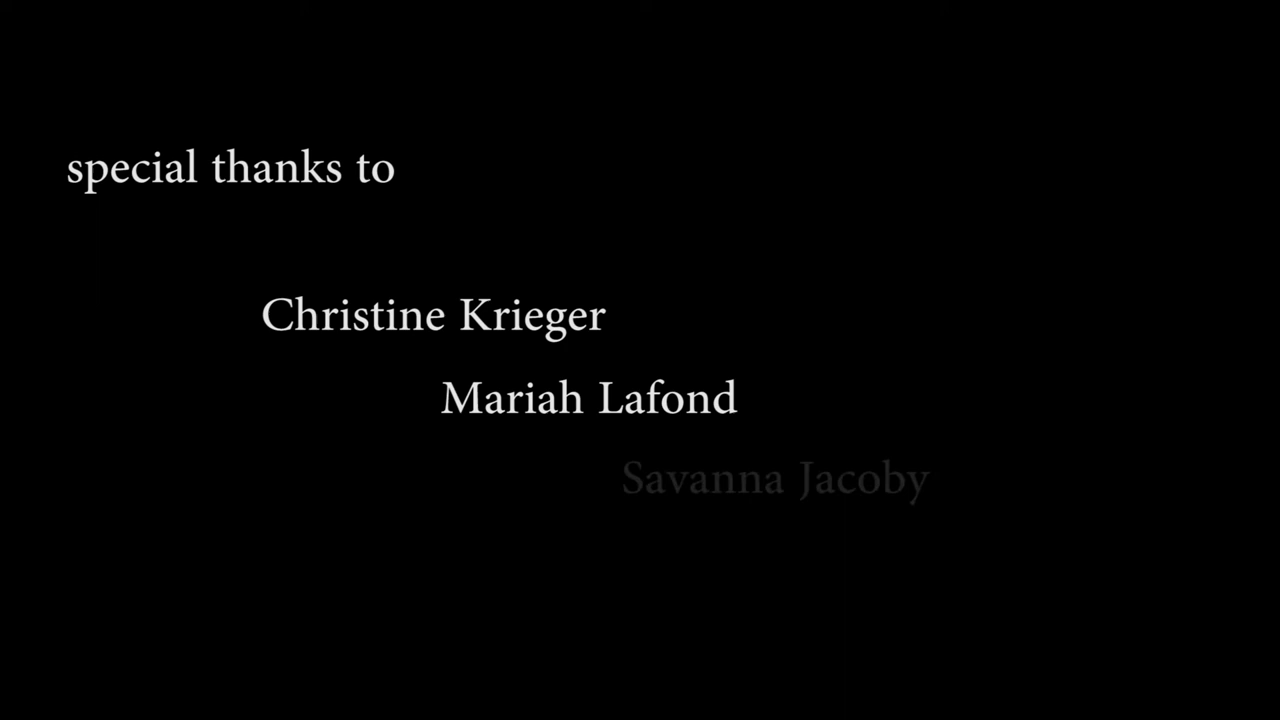 special thanks to
Christine Krieger
Mariah Lafond
Savanna Jacoby